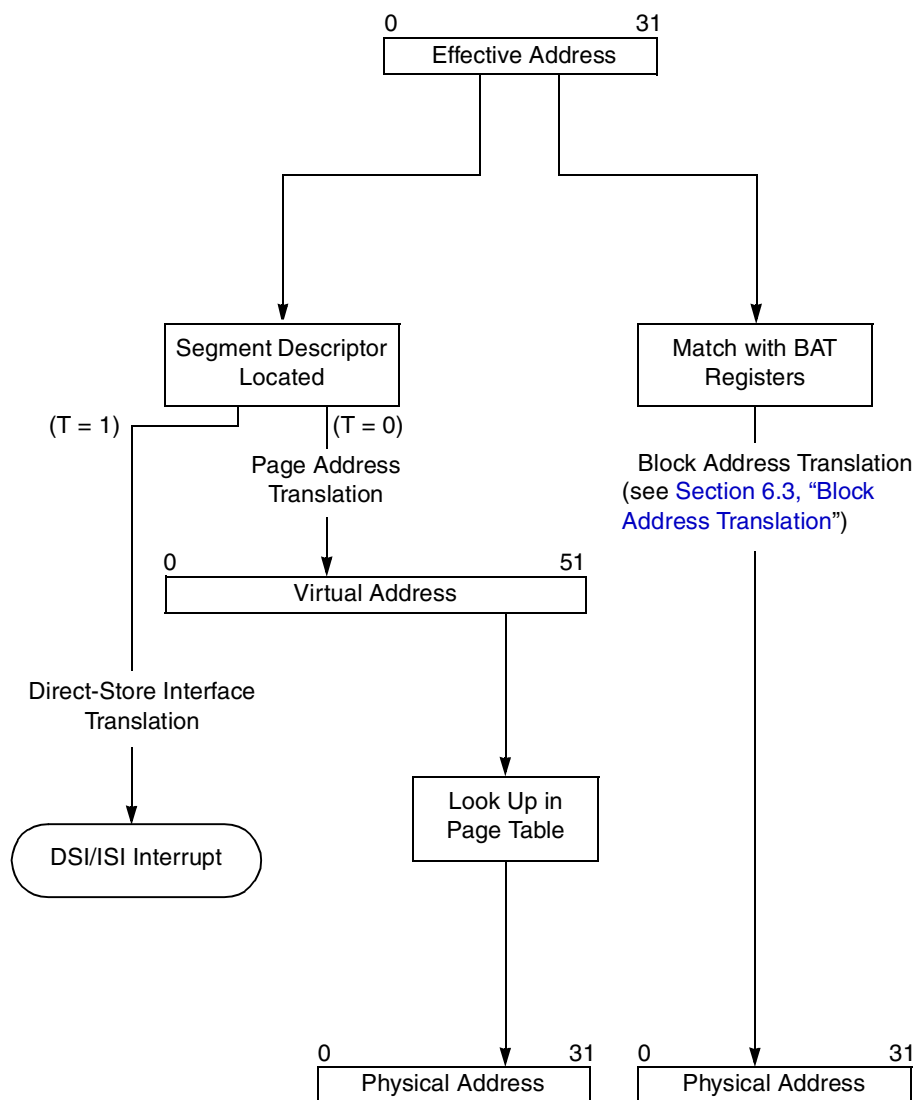 0 31
Effective Address
Segment Descriptor
Located
Match with BAT
Registers
(T = 1)
(T = 0)
Page Address
Translation
Block Address Translation
(see Section 6.3, “Block
Address Translation”)
0 51
Virtual Address
Direct-Store Interface
Translation
Look Up in
Page Table
DSI/ISI Interrupt
0 31
Physical Address
0 31
Physical Address